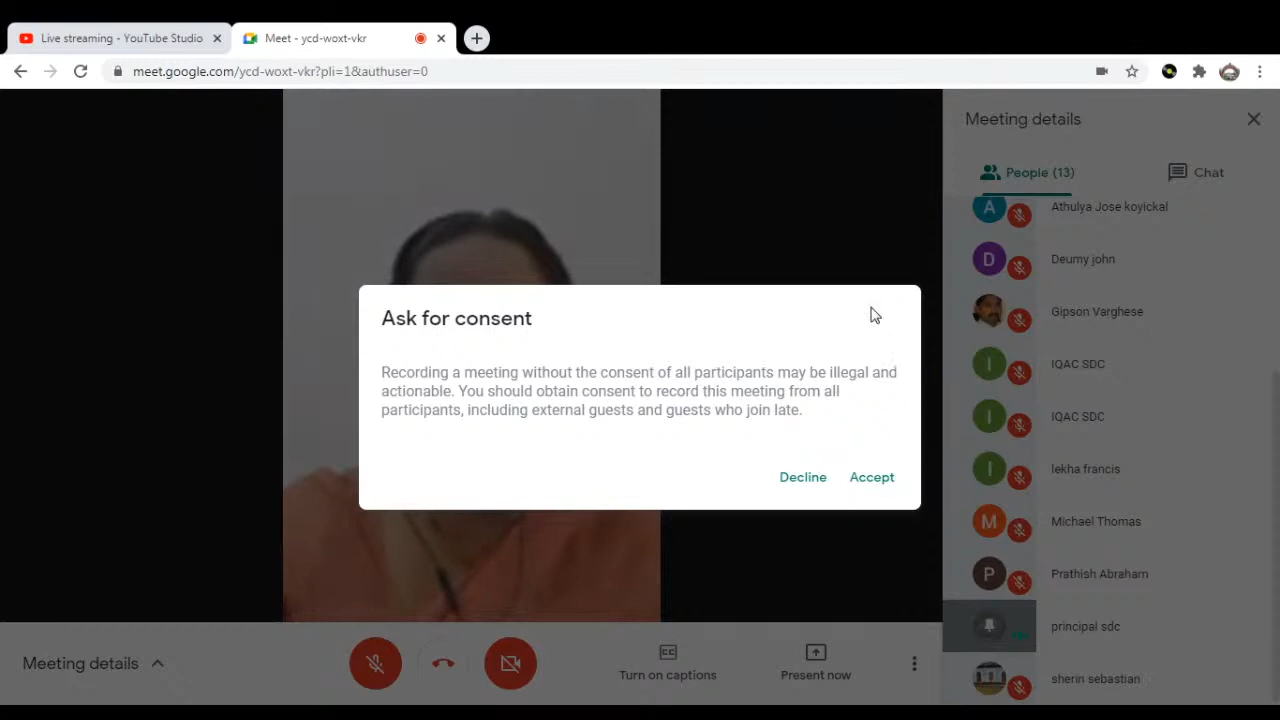 Live streaming - YouTube Studio
Meet - ycd-woxt-vkr
meet.google.com/ycd-woxt-vkr?pli=1&authuser=0
Meeting details
People (13)
Chat
A Athulya Jose koyickal
D Deumy john
Gipson Varghese
I IQAC SDC
I IQAC SDC
I lekha francis
M Michael Thomas
P Prathish Abraham
principal sdc
sherin sebastian
Ask for consent
Recording a meeting without the consent of all participants may be illegal and
actionable. You should obtain consent to record this meeting from all
participants, including external guests and guests who join late.
Decline Accept
Meeting details
CC
Turn on captions
Present now